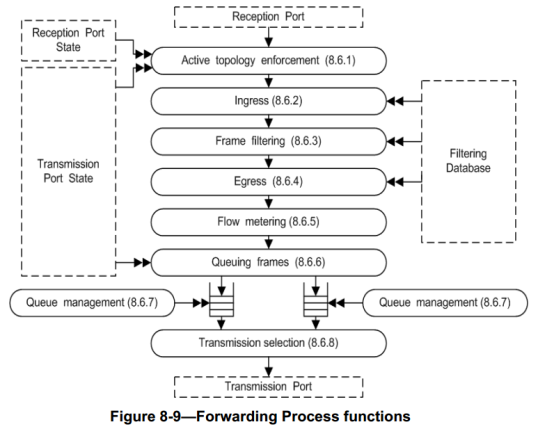 Reception Port
Reception Port
State
Active topology enforcement (8.6.1)
Ingress (8.6.2)
Frame filtering (8.6.3)
Transmission
Port State
Filtering
Database
Egress (8.6.4)
Flow metering (8.6.5)
Queuing frames (8.6.6)
Queue management (8.6.7)
Queue management (8.6.7)
Transmission selection (8.6.8)
Transmission Port
Figure 8-9—Forwarding Process functions